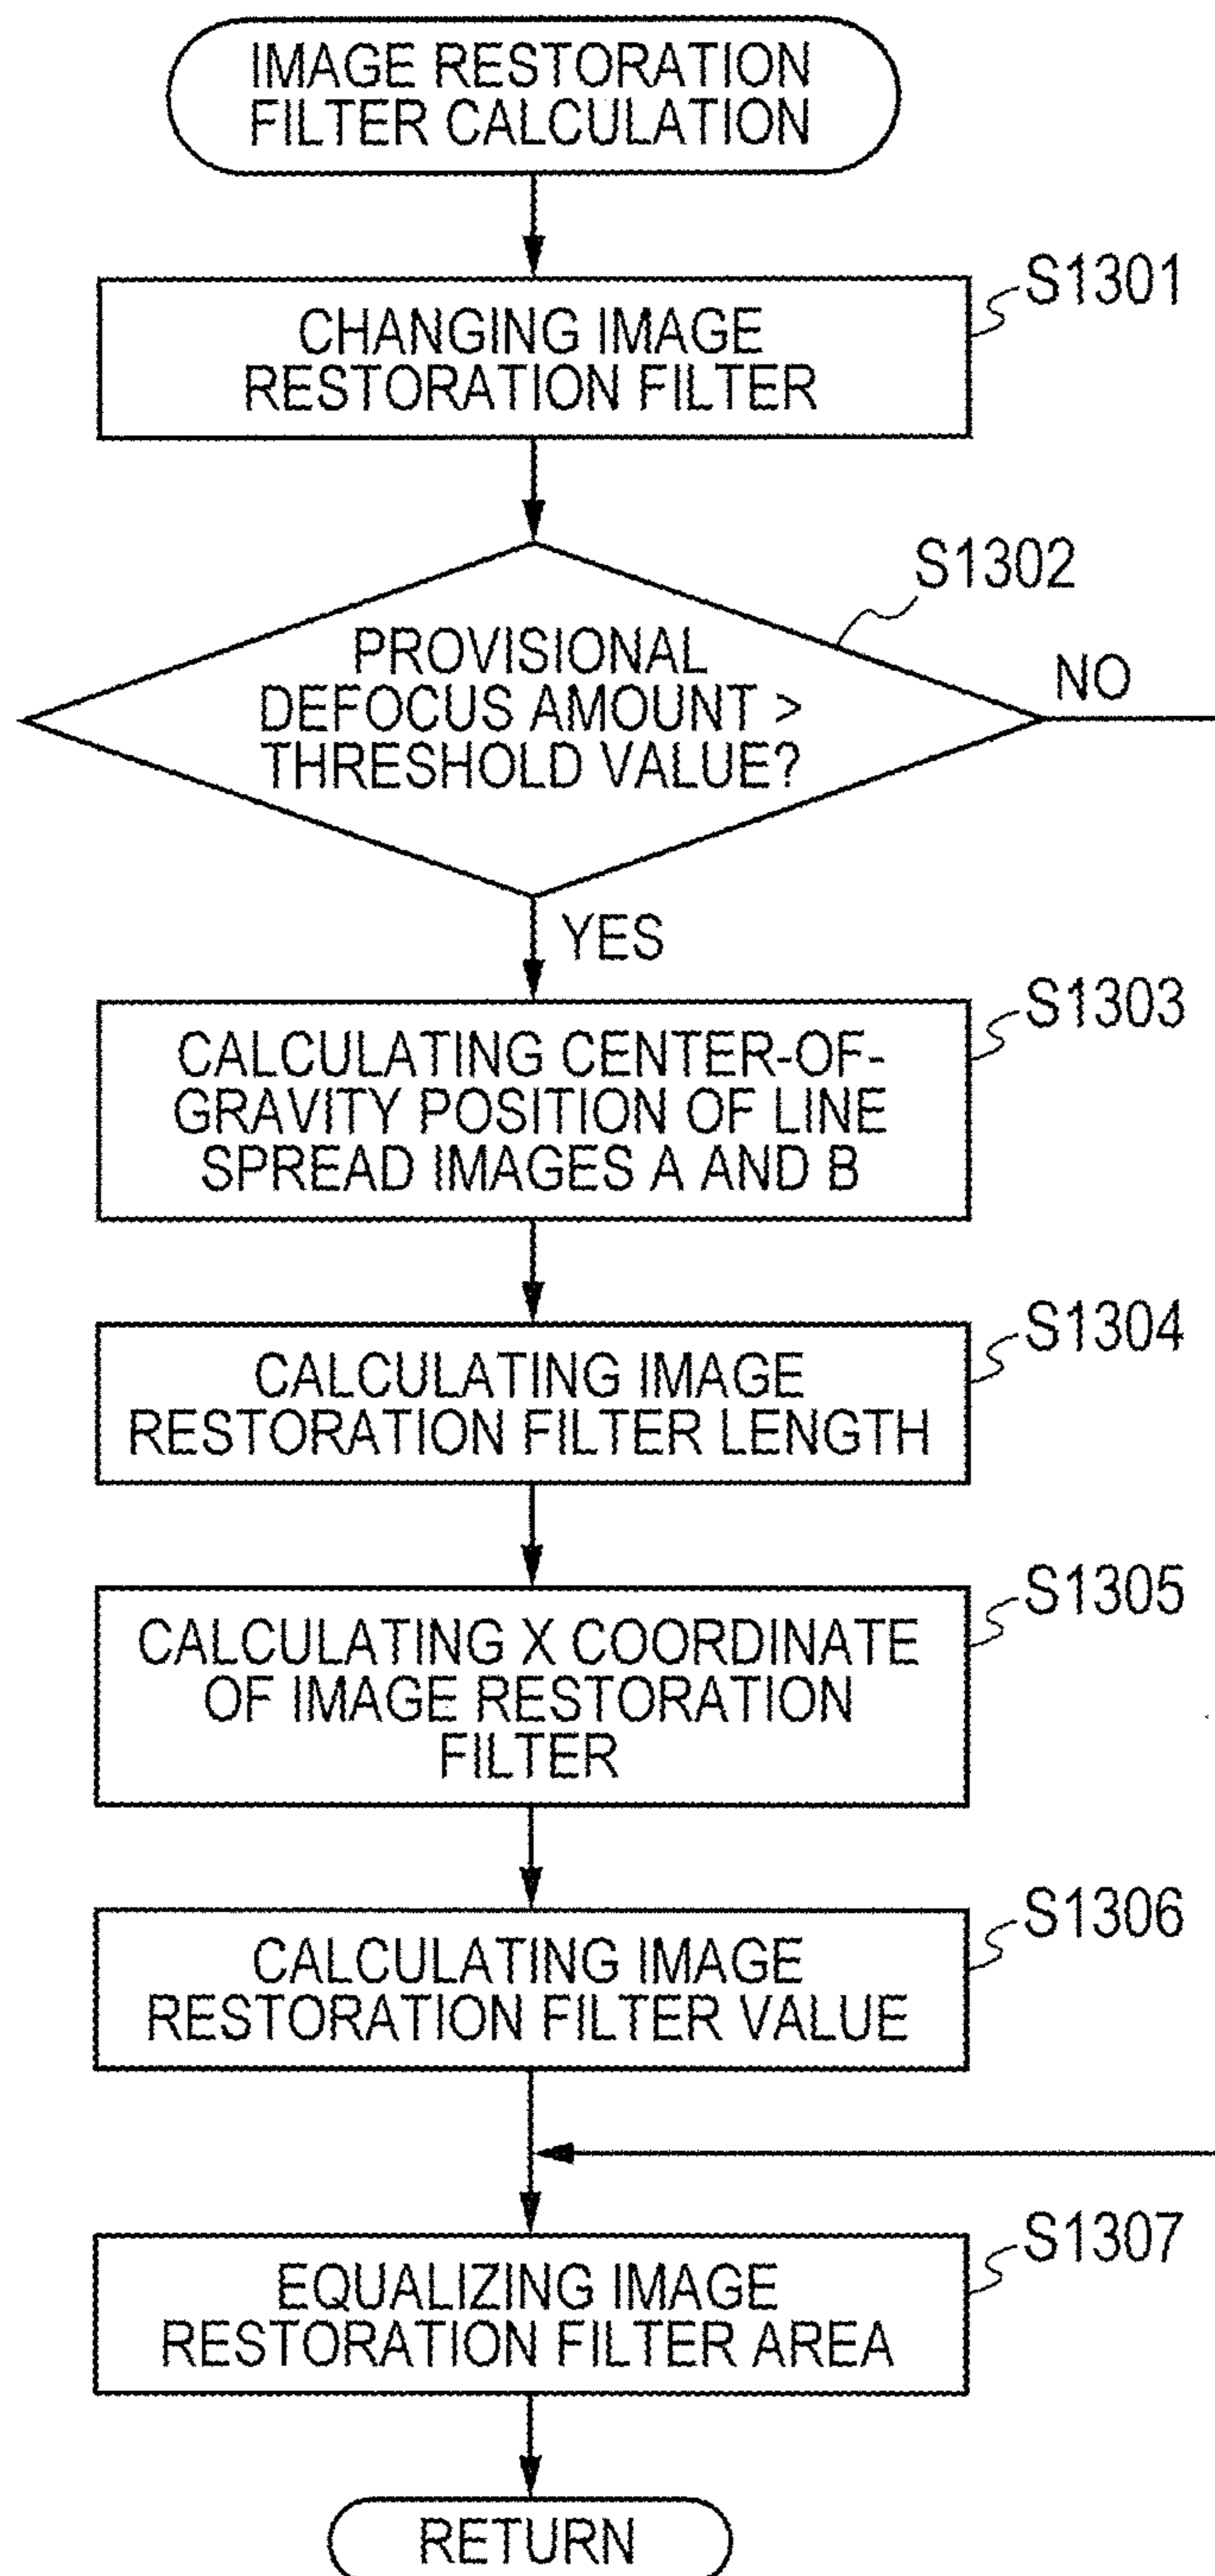 IMAGE RESTORATION
FILTER CALCULATION
S1301
CHANGING IMAGE
RESTORATION FILTER
S1302
PROVISIONAL
DEFOCUS AMOUNT >
THRESHOLD VALUE?
NO
YES
S1303
CALCULATING CENTER-OF-
GRAVITY POSITION OF LINE
SPREAD IMAGES A AND B
S1304
CALCULATING IMAGE
RESTORATION FILTER LENGTH
S1305
CALCULATING X COORDINATE
OF IMAGE RESTORATION
FILTER
S1306
CALCULATING IMAGE
RESTORATION FILTER VALUE
S1307
EQUALIZING IMAGE
RESTORATION FILTER AREA
RETURN